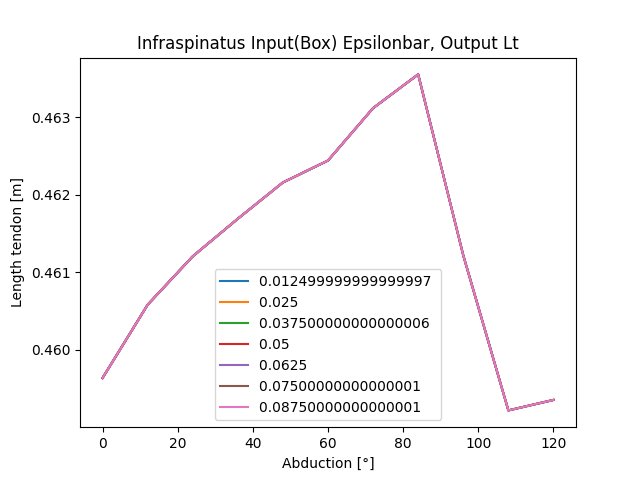 Infraspinatus Input(Box) Epsilonbar, Output Lt
Length tendon [m]
0.463
0.462
0.461
0.460
0.012499999999999997
0.025
0.037500000000000006
0.05
0.0625
0.07500000000000001
0.08750000000000001
0 20 40 60 80 100 120
Abduction [°]